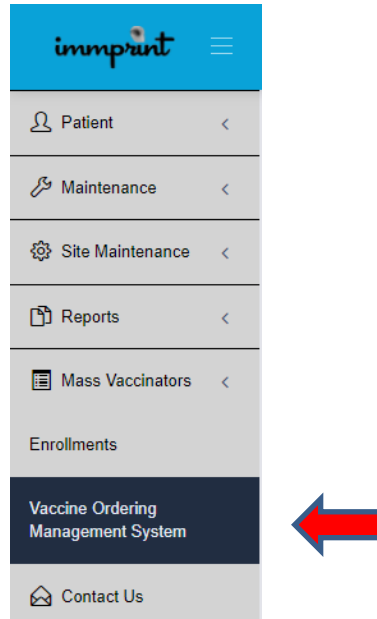 immprint
Patient
Maintenance
Site Maintenance
Reports
Mass Vaccinators
Enrollments
Vaccine Ordering
Management System
Contact Us